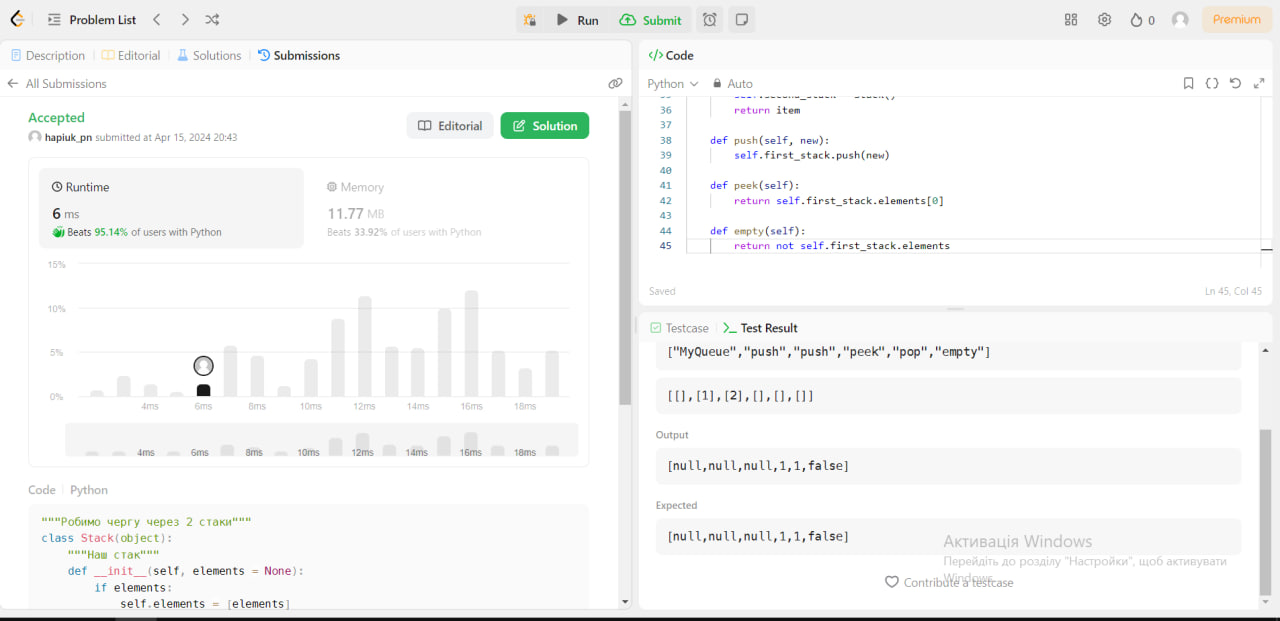 Problem List
Run
Submit
0
Premium
Description
Editorial
Solutions
Submissions
All Submissions
Accepted
hapiuk_pn submitted at Apr 15, 2024 20:43
Editorial
Solution
Runtime
6 ms
Beats 95.14% of users with Python
Memory
11.77 MB
Beats 33.92% of users with Python
15%
10%
5%
0%
4ms 6ms 8ms 10ms 12ms 14ms 16ms 18ms
4ms 6ms 8ms 10ms 12ms 14ms 16ms 18ms
Code
Python
"""Робимо чергу через 2 стаки"""
class Stack(object):
"""Наш стак"""
def __init__(self, elements = None):
if elements:
self.elements = [elements]
Code
Python
Auto
36 return item
37
38 def push(self, new):
39 self.first_stack.push(new)
40
41 def peek(self):
42 return self.first_stack.elements[0]
43
44 def empty(self):
45 return not self.first_stack.elements
Saved
Ln 45, Col 45
Testcase
Test Result
["MyQueue","push","push","peek","pop","empty"]
[[],[1],[2],[],[],[]]
Output
[null,null,null,1,1,false]
Expected
[null,null,null,1,1,false]
Активація Windows
Перейдіть до розділу "Настройки", щоб активувати
Windows.
Contribute a testcase